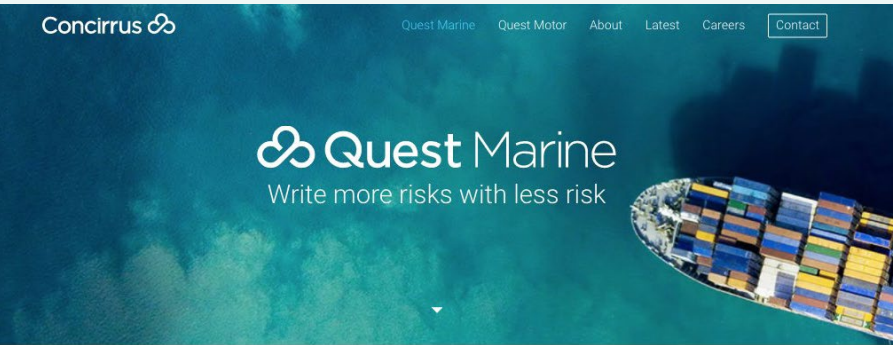 Concirrus
Quest Marine
Quest Motor
About
Latest
Careers
Contact
Quest Marine
Write more risks with less risk